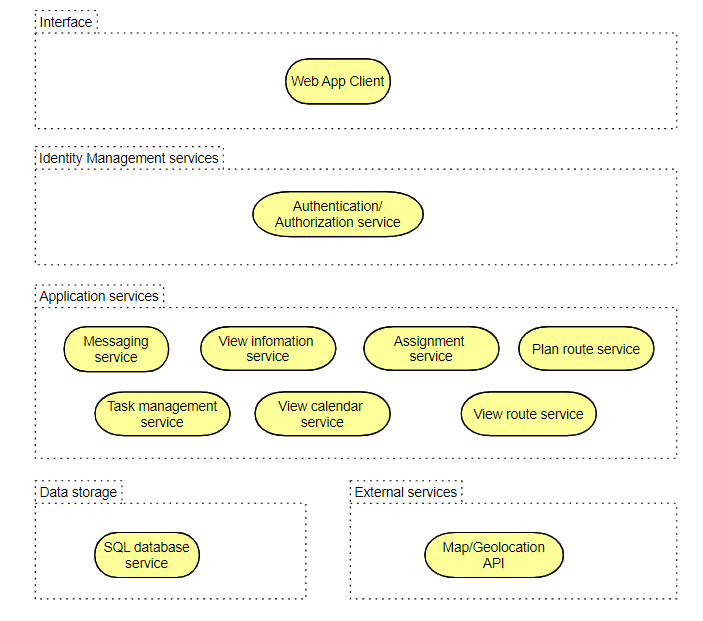 Interface
Web App Client
Identity Management services
Authentication/
Authorization service
Application services
Messaging
service
View infomation
service
Assignment
service
Plan route service
Task management
service
View calendar
service
View route service
Data storage
SQL database
service
External services
Map/Geolocation
API